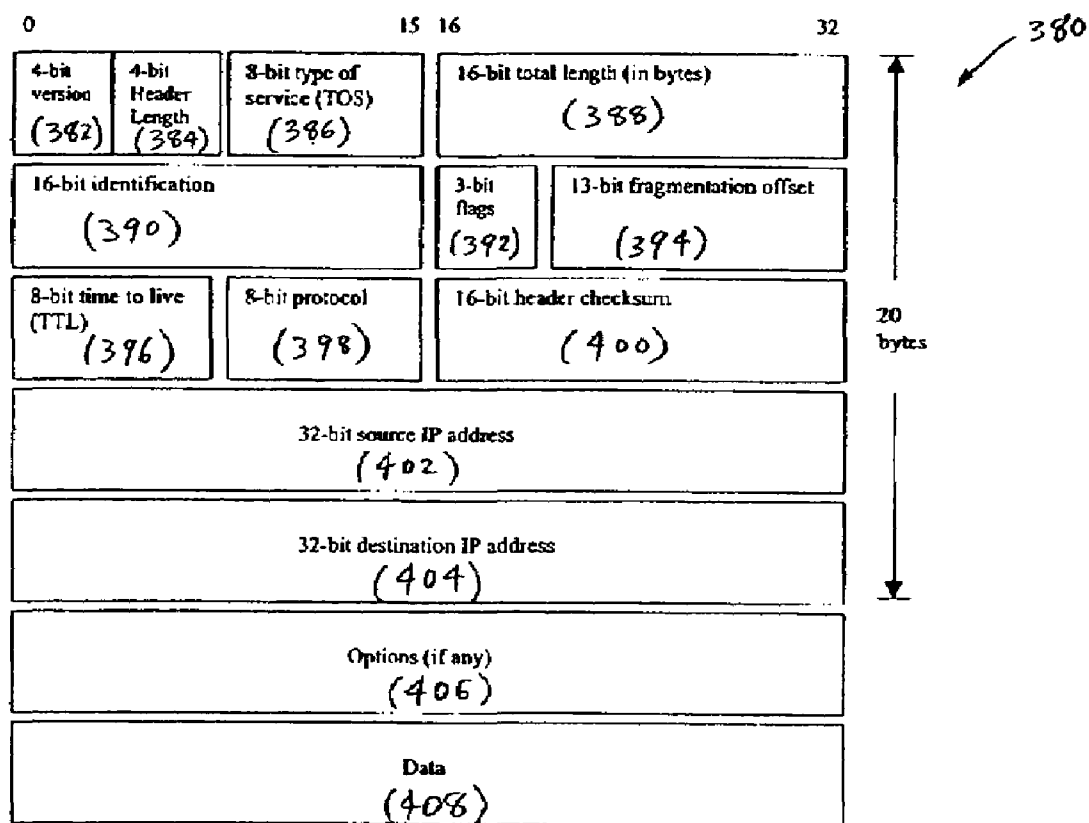 0 15 16 32
380
4-bit version (382)
4-bit Header Length (384)
8-bit type of service (TOS) (386)
16-bit total length (in bytes) (388)
16-bit identification (390)
3-bit flags (392)
13-bit fragmentation offset (394)
8-bit time to live (TTL) (396)
8-bit protocol (398)
16-bit header checksum (400)
20 bytes
32-bit source IP address
(402)
32-bit destination IP address
(404)
Options (if any)
(406)
Data
(408)